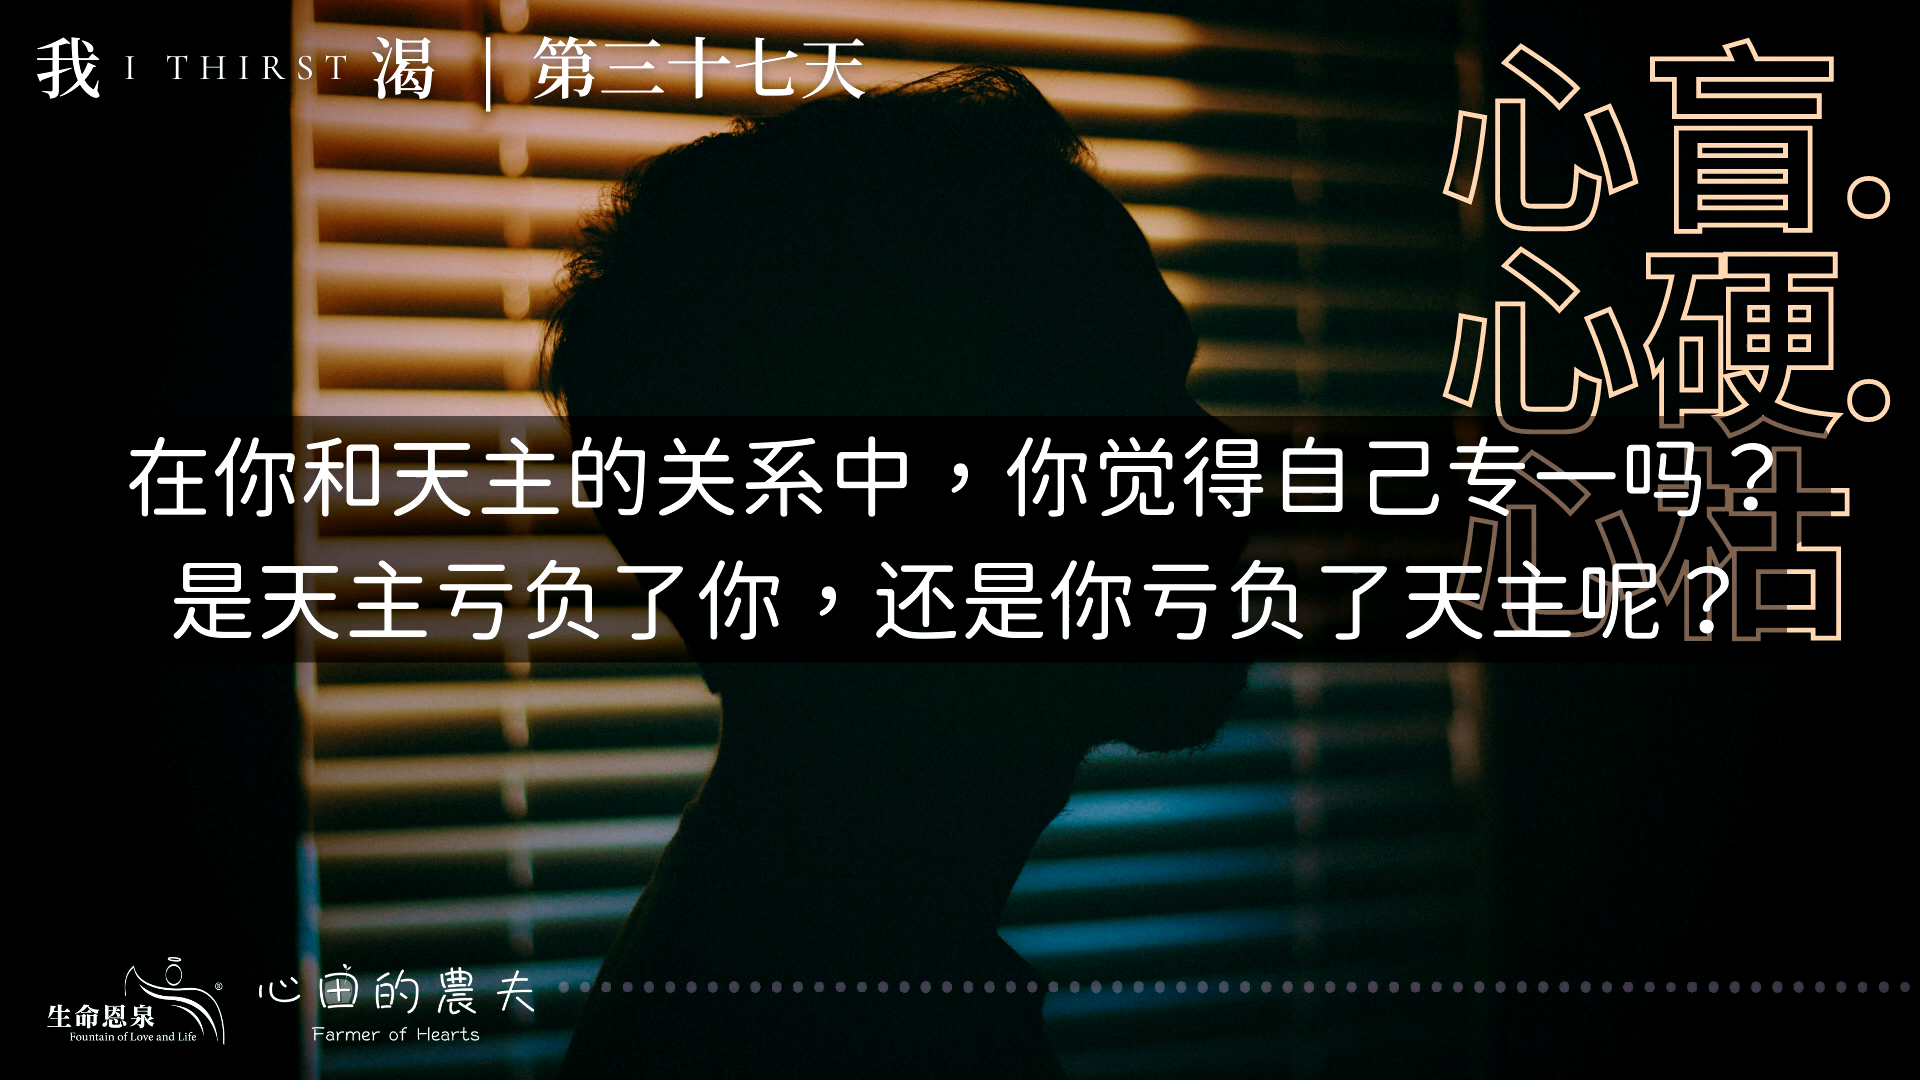 我 I THIRST 渴 | 第三十七天
心盲。
心硬。
心枯
在你和天主的关系中，你觉得自己专一吗？
是天主亏负了你，还是你亏负了天主呢？
生命恩泉®
Fountain of Love and Life
心田的農夫
Farmer of Hearts